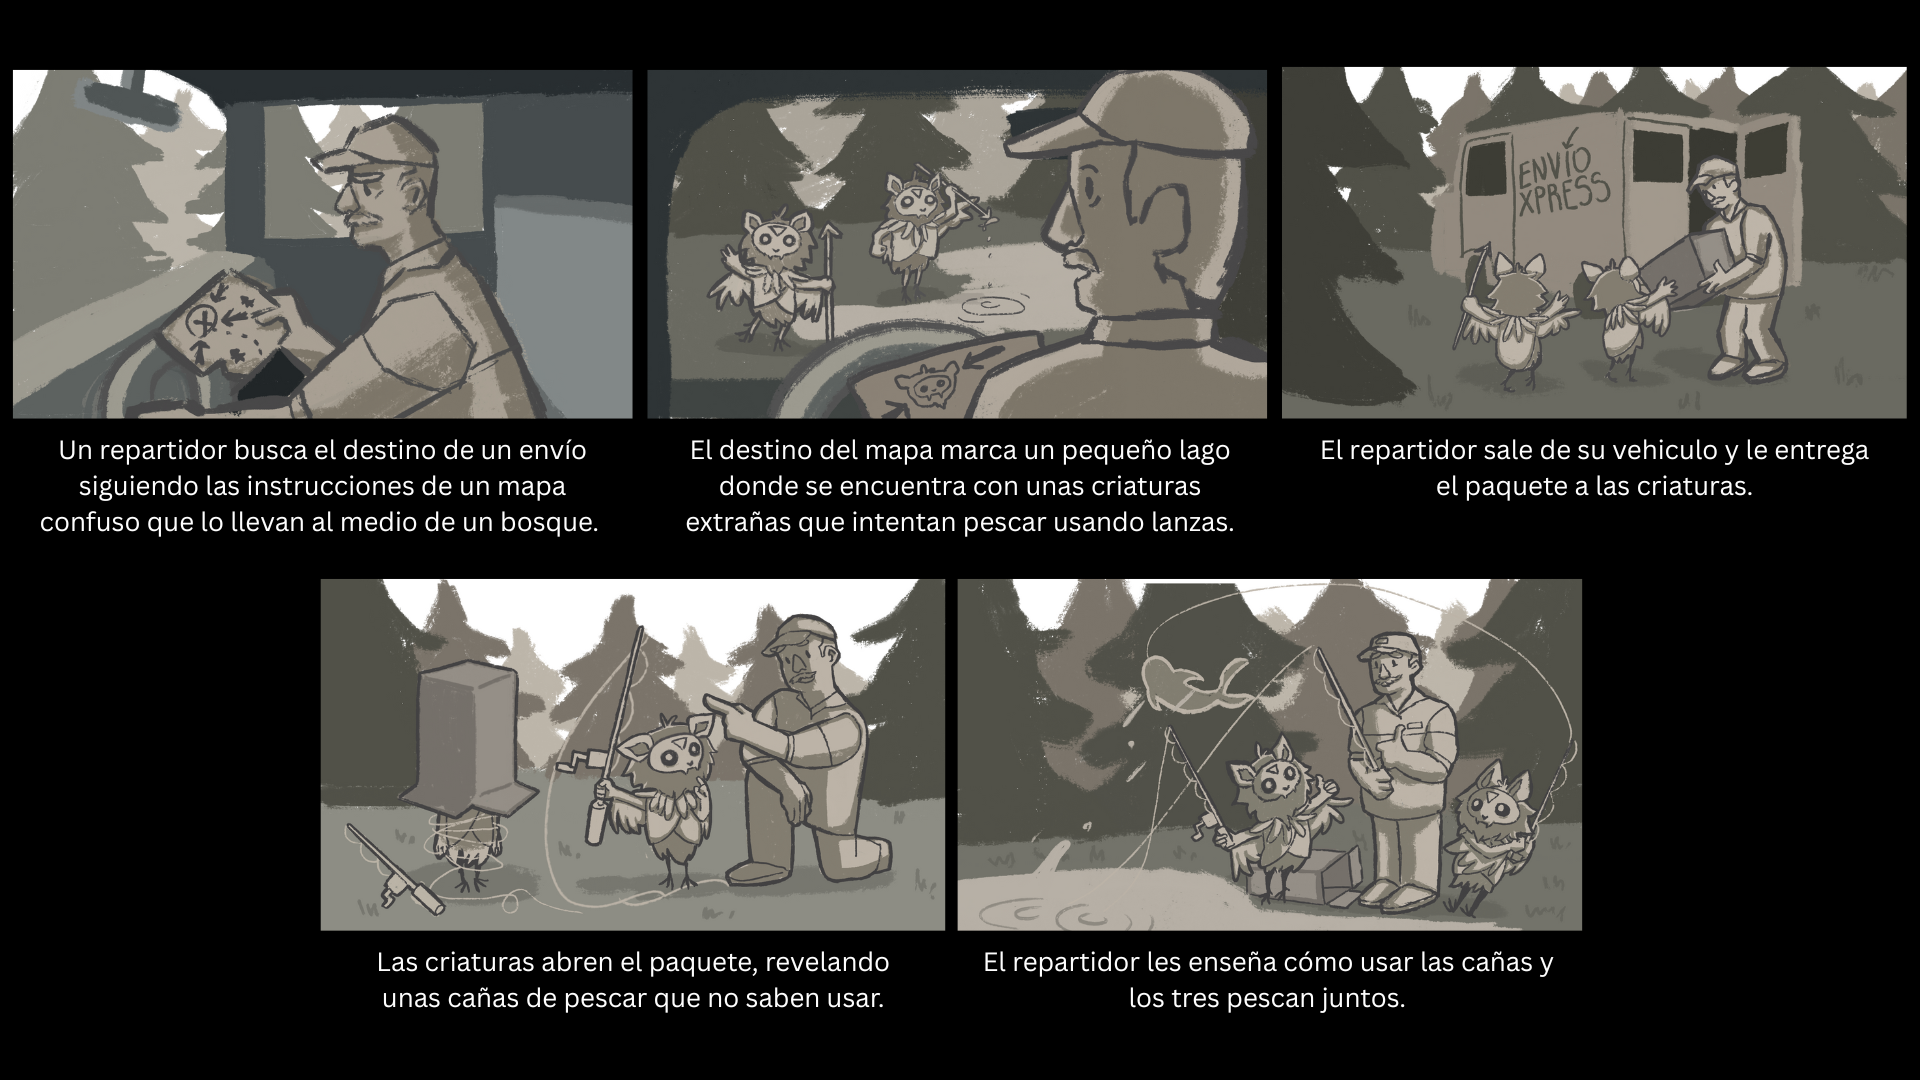 ENVÍO
XPRESS
Un repartidor busca el destino de un envío
siguiendo las instrucciones de un mapa
confuso que lo llevan al medio de un bosque.
El destino del mapa marca un pequeño lago
donde se encuentra con unas criaturas
extrañas que intentan pescar usando lanzas.
El repartidor sale de su vehiculo y le entrega
el paquete a las criaturas.
Las criaturas abren el paquete, revelando
unas cañas de pescar que no saben usar.
El repartidor les enseña cómo usar las cañas y
los tres pescan juntos.